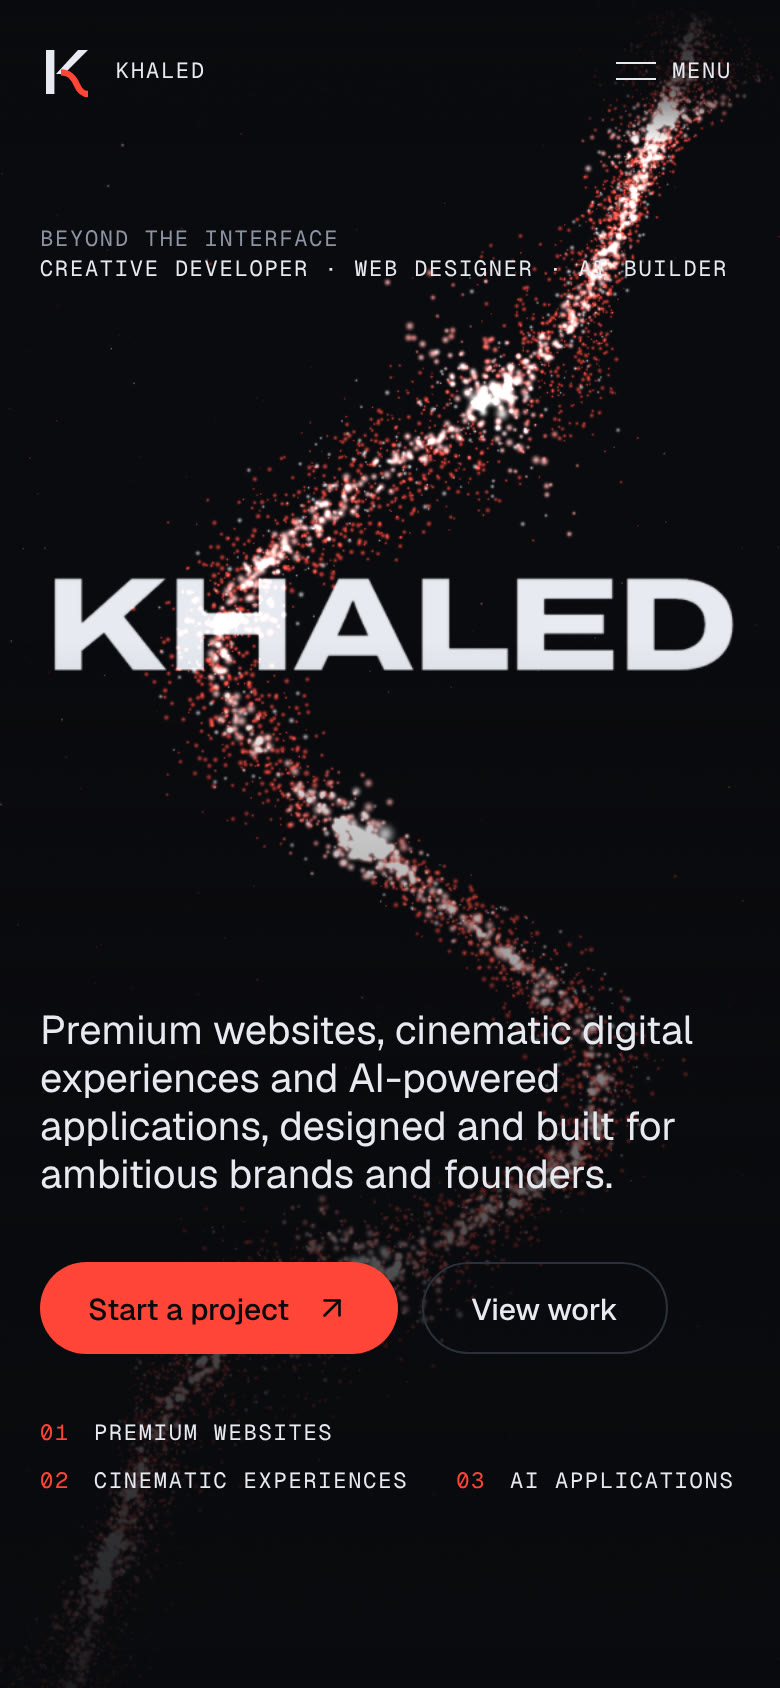 KHALED
MENU
BEYOND THE INTERFACE
CREATIVE DEVELOPER · WEB DESIGNER · AI BUILDER
KHALED
Premium websites, cinematic digital
experiences and AI-powered
applications, designed and built for
ambitious brands and founders.
Start a project
View work
01 PREMIUM WEBSITES
02 CINEMATIC EXPERIENCES 03 AI APPLICATIONS